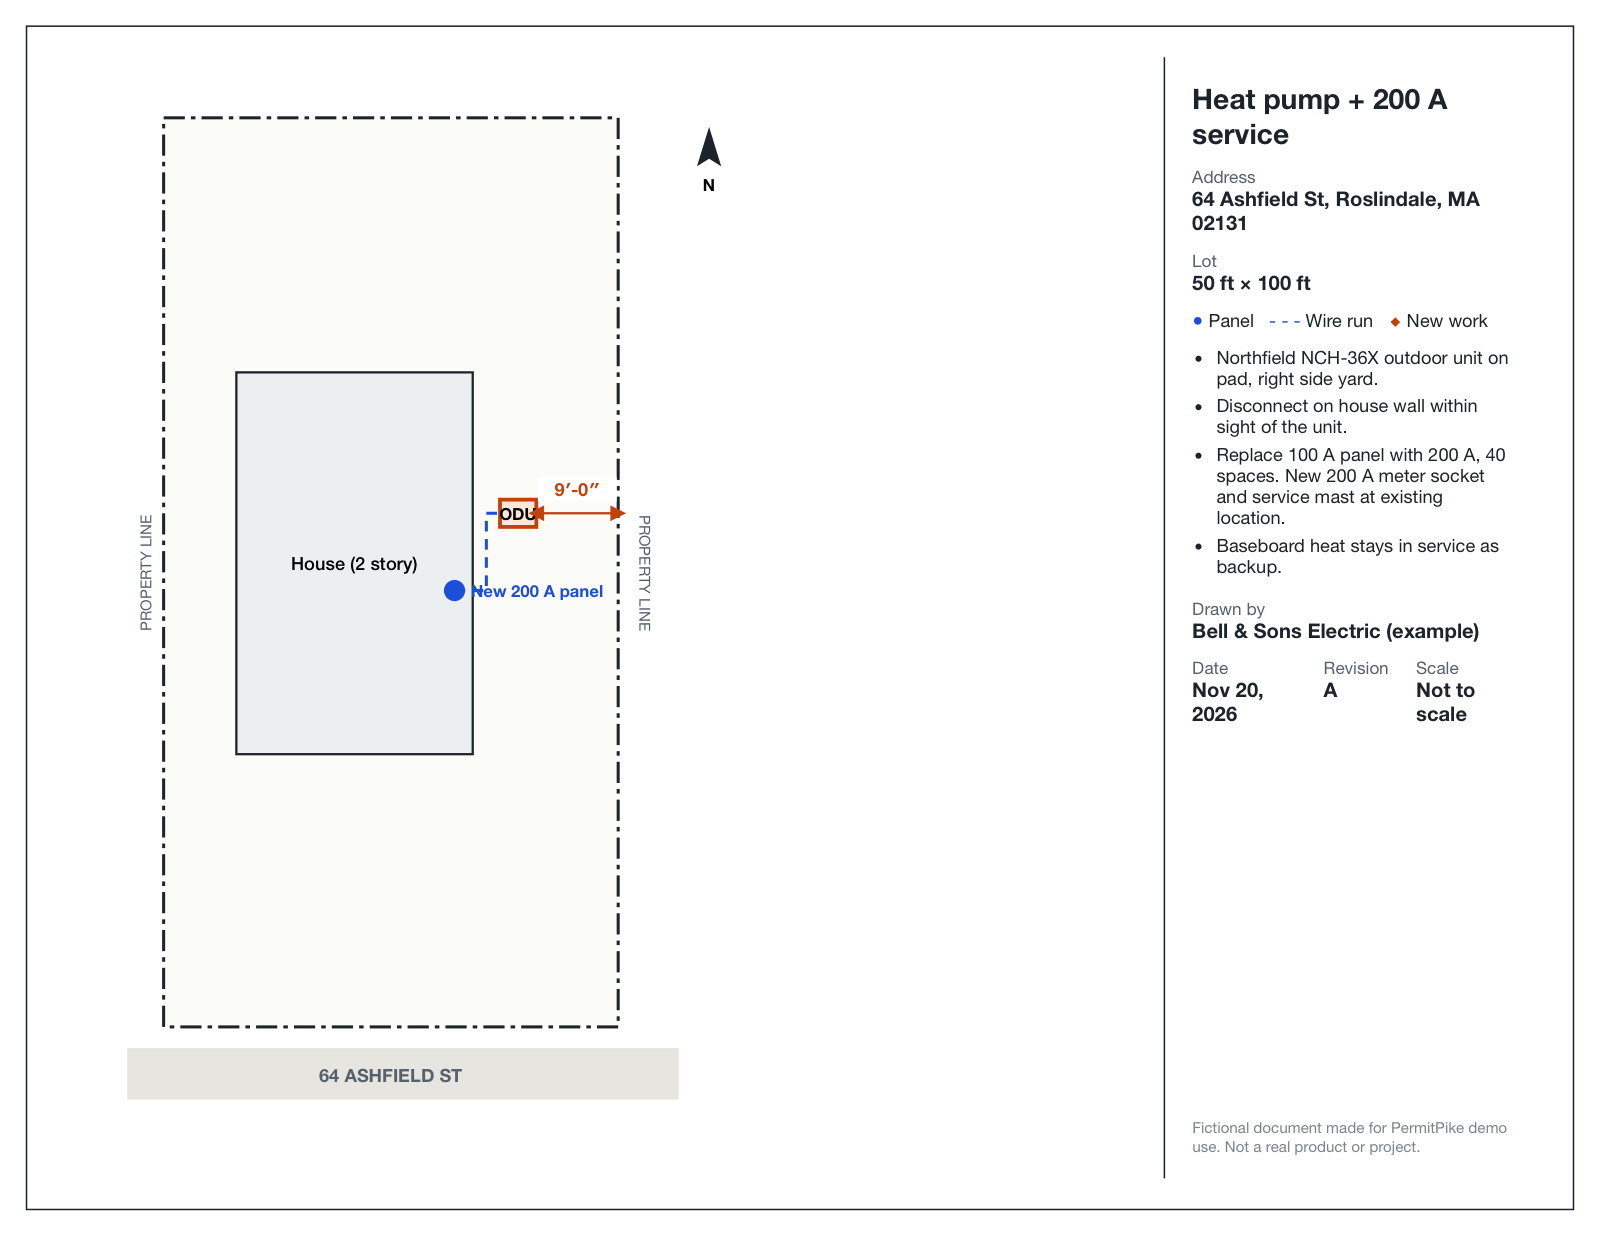 Heat pump + 200 A
service
Address
64 Ashfield St, Roslindale, MA
02131
Lot
50 ft × 100 ft
Panel
Wire run
New work
• Northfield NCH-36X outdoor unit on
pad, right side yard.
• Disconnect on house wall within
sight of the unit.
• Replace 100 A panel with 200 A, 40
spaces. New 200 A meter socket
and service mast at existing
location.
• Baseboard heat stays in service as
backup.
Drawn by
Bell & Sons Electric (example)
Date
Nov 20,
2026
Revision
A
Scale
Not to
scale
Fictional document made for PermitPike demo
use. Not a real product or project.
N
9′-0″
ODU
PROPERTY LINE
PROPERTY LINE
House (2 story)
New 200 A panel
64 ASHFIELD ST